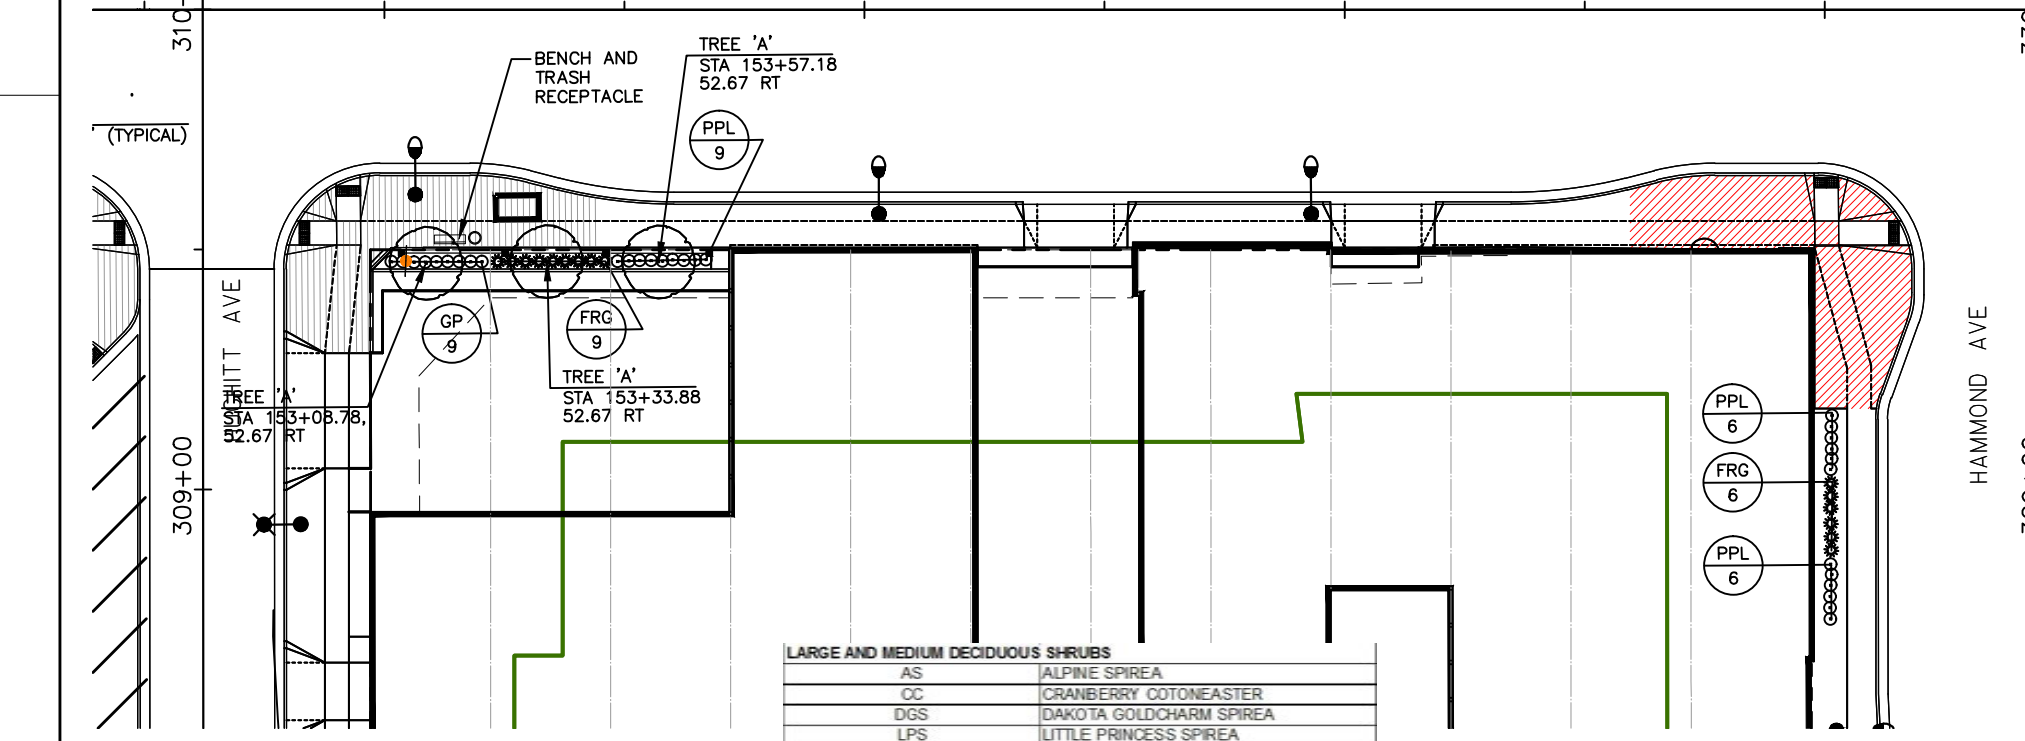 310+
BENCH AND
TRASH
RECEPTACLE
TREE 'A'
STA 153+57.18
52.67 RT
' (TYPICAL)
PPL
9
GP
9
FRG
9
TREE 'A'
STA 153+33.88
52.67 RT
TREE 'A'
STA 153+08.78,
52.67 RT
309+00
HAMMOND AVE
PPL
6
FRG
6
PPL
6
LARGE AND MEDIUM DECIDUOUS SHRUBS
AS ALPINE SPIREA
CC CRANBERRY COTONEASTER
DGS DAKOTA GOLDCHARM SPIREA
LPS LITTLE PRINCESS SPIREA